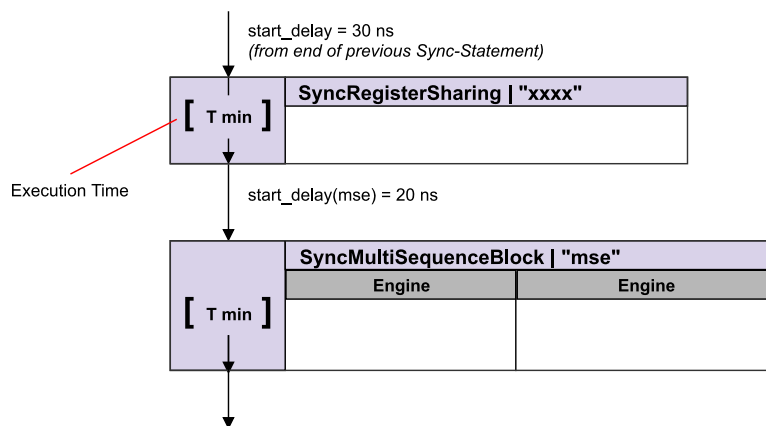 start_delay = 30 ns
(from end of previous Sync-Statement)
SyncRegisterSharing | "xxxx"
[ T min ]
Execution Time
start_delay(mse) = 20 ns
SyncMultiSequenceBlock | "mse"
Engine Engine
[ T min ]